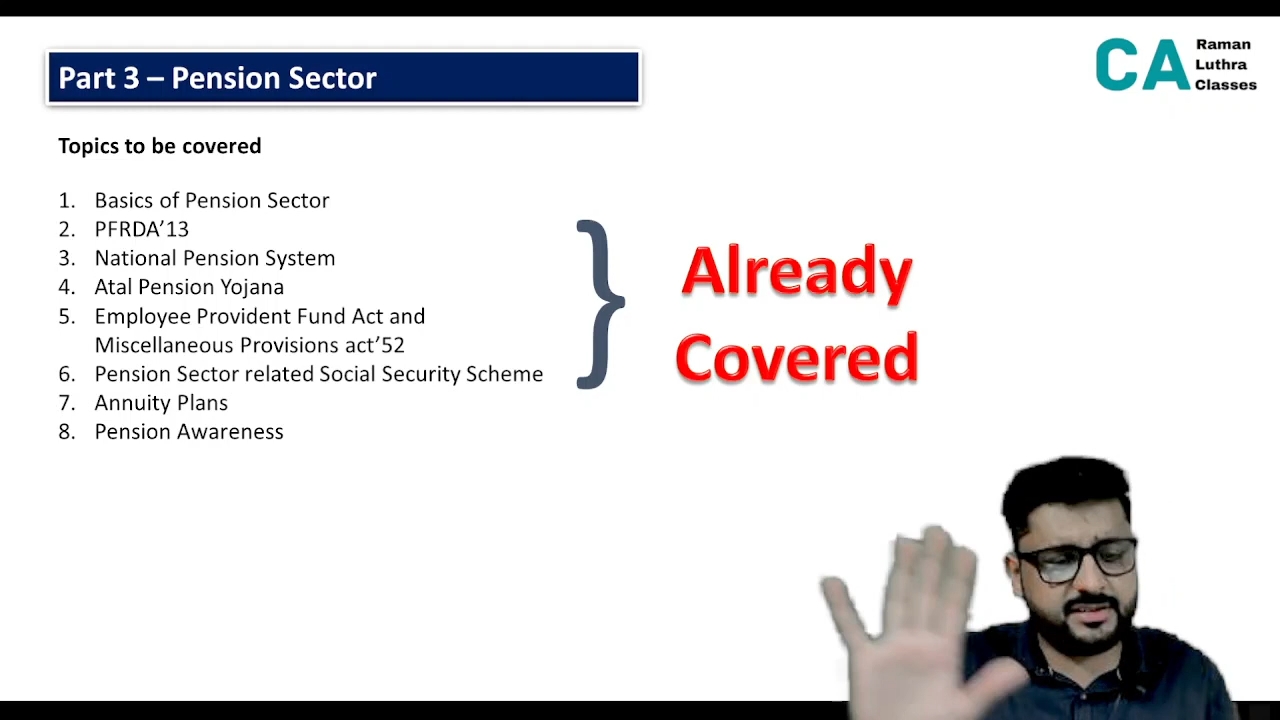 Part 3 – Pension Sector
CA
Raman
Luthra
Classes
Topics to be covered
1. Basics of Pension Sector
2. PFRDA’13
3. National Pension System
4. Atal Pension Yojana
5. Employee Provident Fund Act and
Miscellaneous Provisions act’52
6. Pension Sector related Social Security Scheme
7. Annuity Plans
8. Pension Awareness
Already
Covered